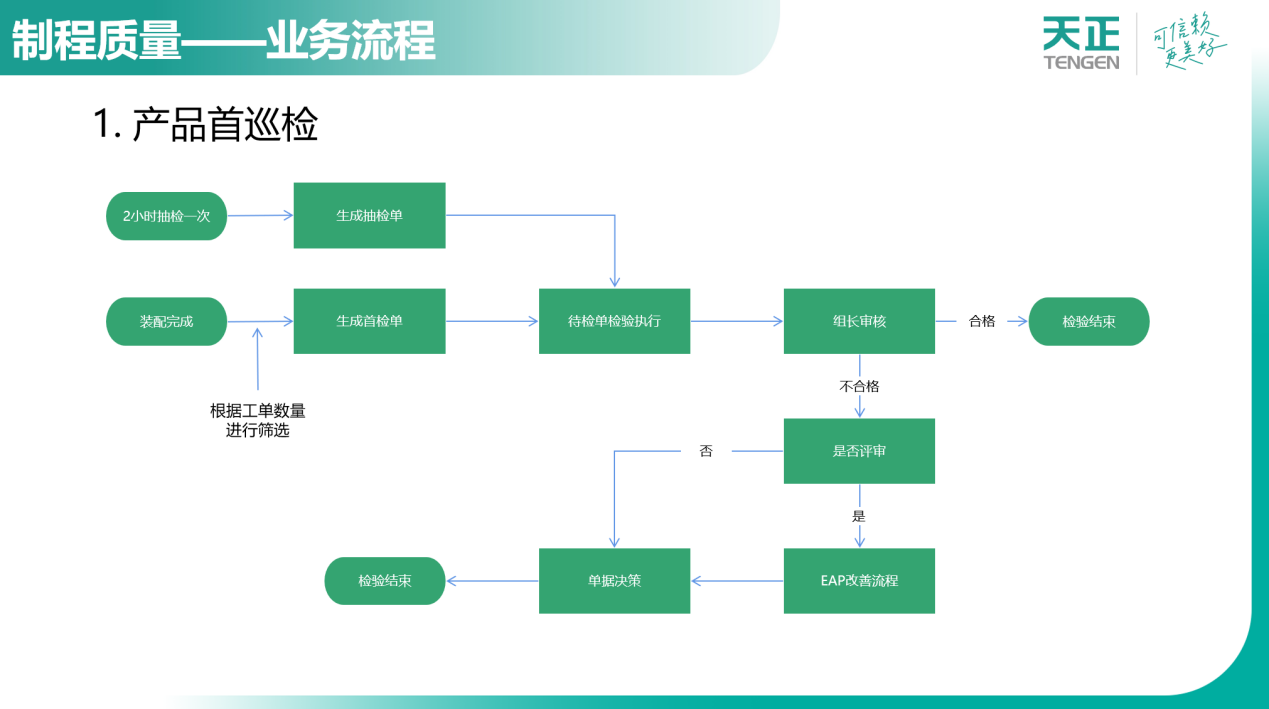 制程质量——业务流程
天正
TENGEN
可信赖
更美好
1. 产品首巡检
2小时抽检一次
生成抽检单
装配完成
生成首检单
待检单检验执行
组长审核
合格
检验结束
不合格
根据工单数量
进行筛选
否
是否评审
是
检验结束
单据决策
EAP改善流程